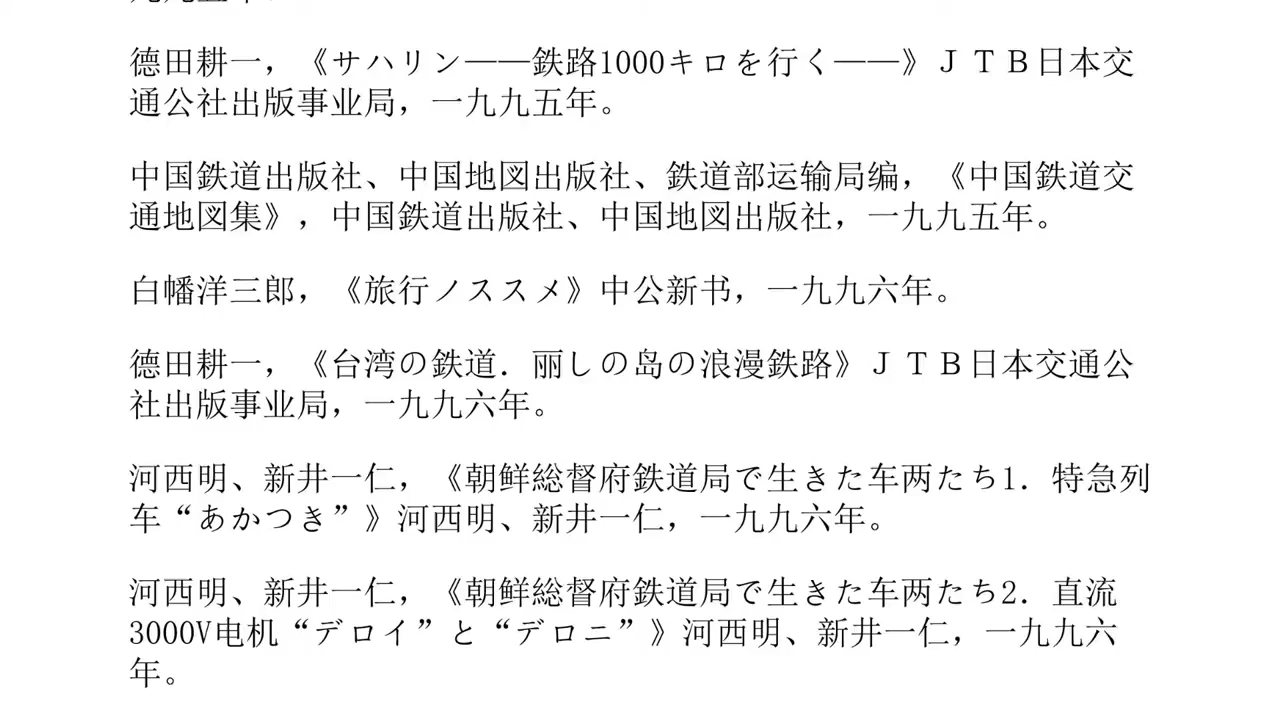 德田耕一，《サハリン——鉄路1000キロを行く——》ＪＴＢ日本交
通公社出版事业局，一九九五年。
中国鉄道出版社、中国地図出版社、鉄道部运输局编，《中国鉄道交
通地図集》，中国鉄道出版社、中国地図出版社，一九九五年。
白幡洋三郎，《旅行ノススメ》中公新书，一九九六年。
德田耕一，《台湾の鉄道．丽しの岛の浪漫鉄路》ＪＴＢ日本交通公
社出版事业局，一九九六年。
河西明、新井一仁，《朝鲜総督府鉄道局で生きた车两たち1．特急列
车“あかつき”》河西明、新井一仁，一九九六年。
河西明、新井一仁，《朝鲜総督府鉄道局で生きた车两たち2．直流
3000V电机“デロイ”と“デロニ”》河西明、新井一仁，一九九六
年。